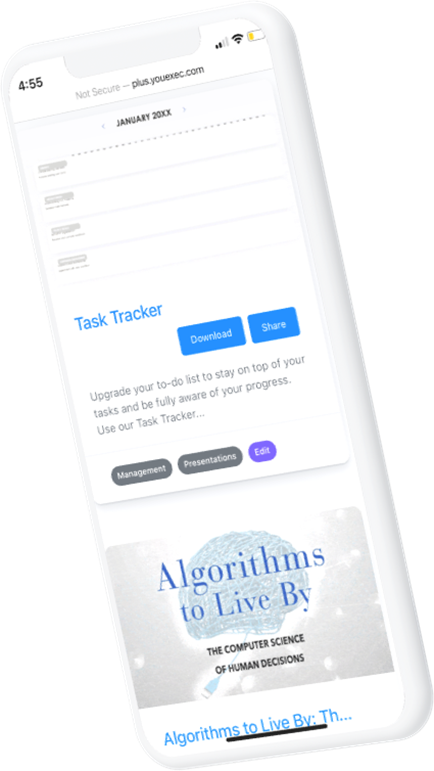 4:55
Not Secure — plus.youexec.com
‹ JANUARY 20XX ›
Task Tracker
Download
Share
Upgrade your to-do list to stay on top of your
tasks and be fully aware of your progress.
Use our Task Tracker...
Management
Presentations
Edit
Algorithms
to Live By
THE COMPUTER SCIENCE
OF HUMAN DECISIONS
Algorithms to Live By: Th...